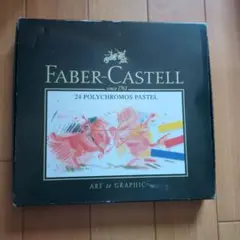 FABER-CASTELL
since 1761
24 POLYCHROMOS PASTEL
ART & GRAPHIC